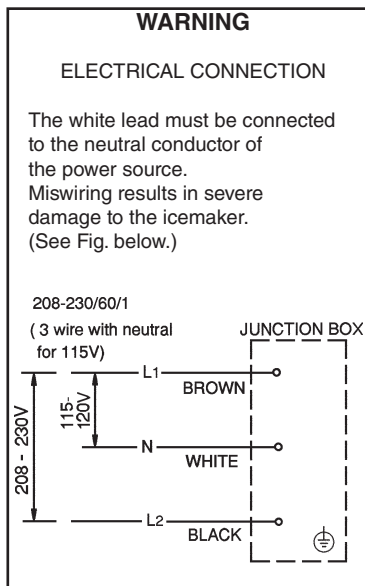 WARNING
ELECTRICAL CONNECTION
The white lead must be connected
to the neutral conductor of
the power source.
Miswiring results in severe
damage to the icemaker.
(See Fig. below.)
208-230/60/1
( 3 wire with neutral
for 115V)
JUNCTION BOX
L1
BROWN
115-
120V
208 - 230V
N
WHITE
L2
BLACK